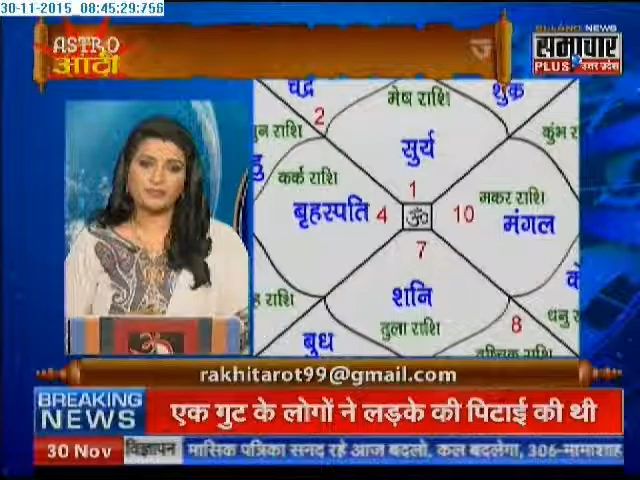 30-11-2015 08:45:29:756
ASTRO
आंटी
NEWS
समाचार
PLUS उत्तर प्रदेश
चंद्र
2
मेष राशि
शुक्र
सूर्य
कर्क राशि
1
मकर राशि
बृहस्पति 4
ॐ
10 मंगल
7
शनि
तुला राशि
8
बुध
rakhitarot99@gmail.com
BREAKING NEWS
एक गुट के लोगों ने लड़के की पिटाई की थी
30 Nov
विज्ञापन
मासिक पत्रिका सनद रहे आज बदलो, कल बदलेगा, 306-मामाशाह